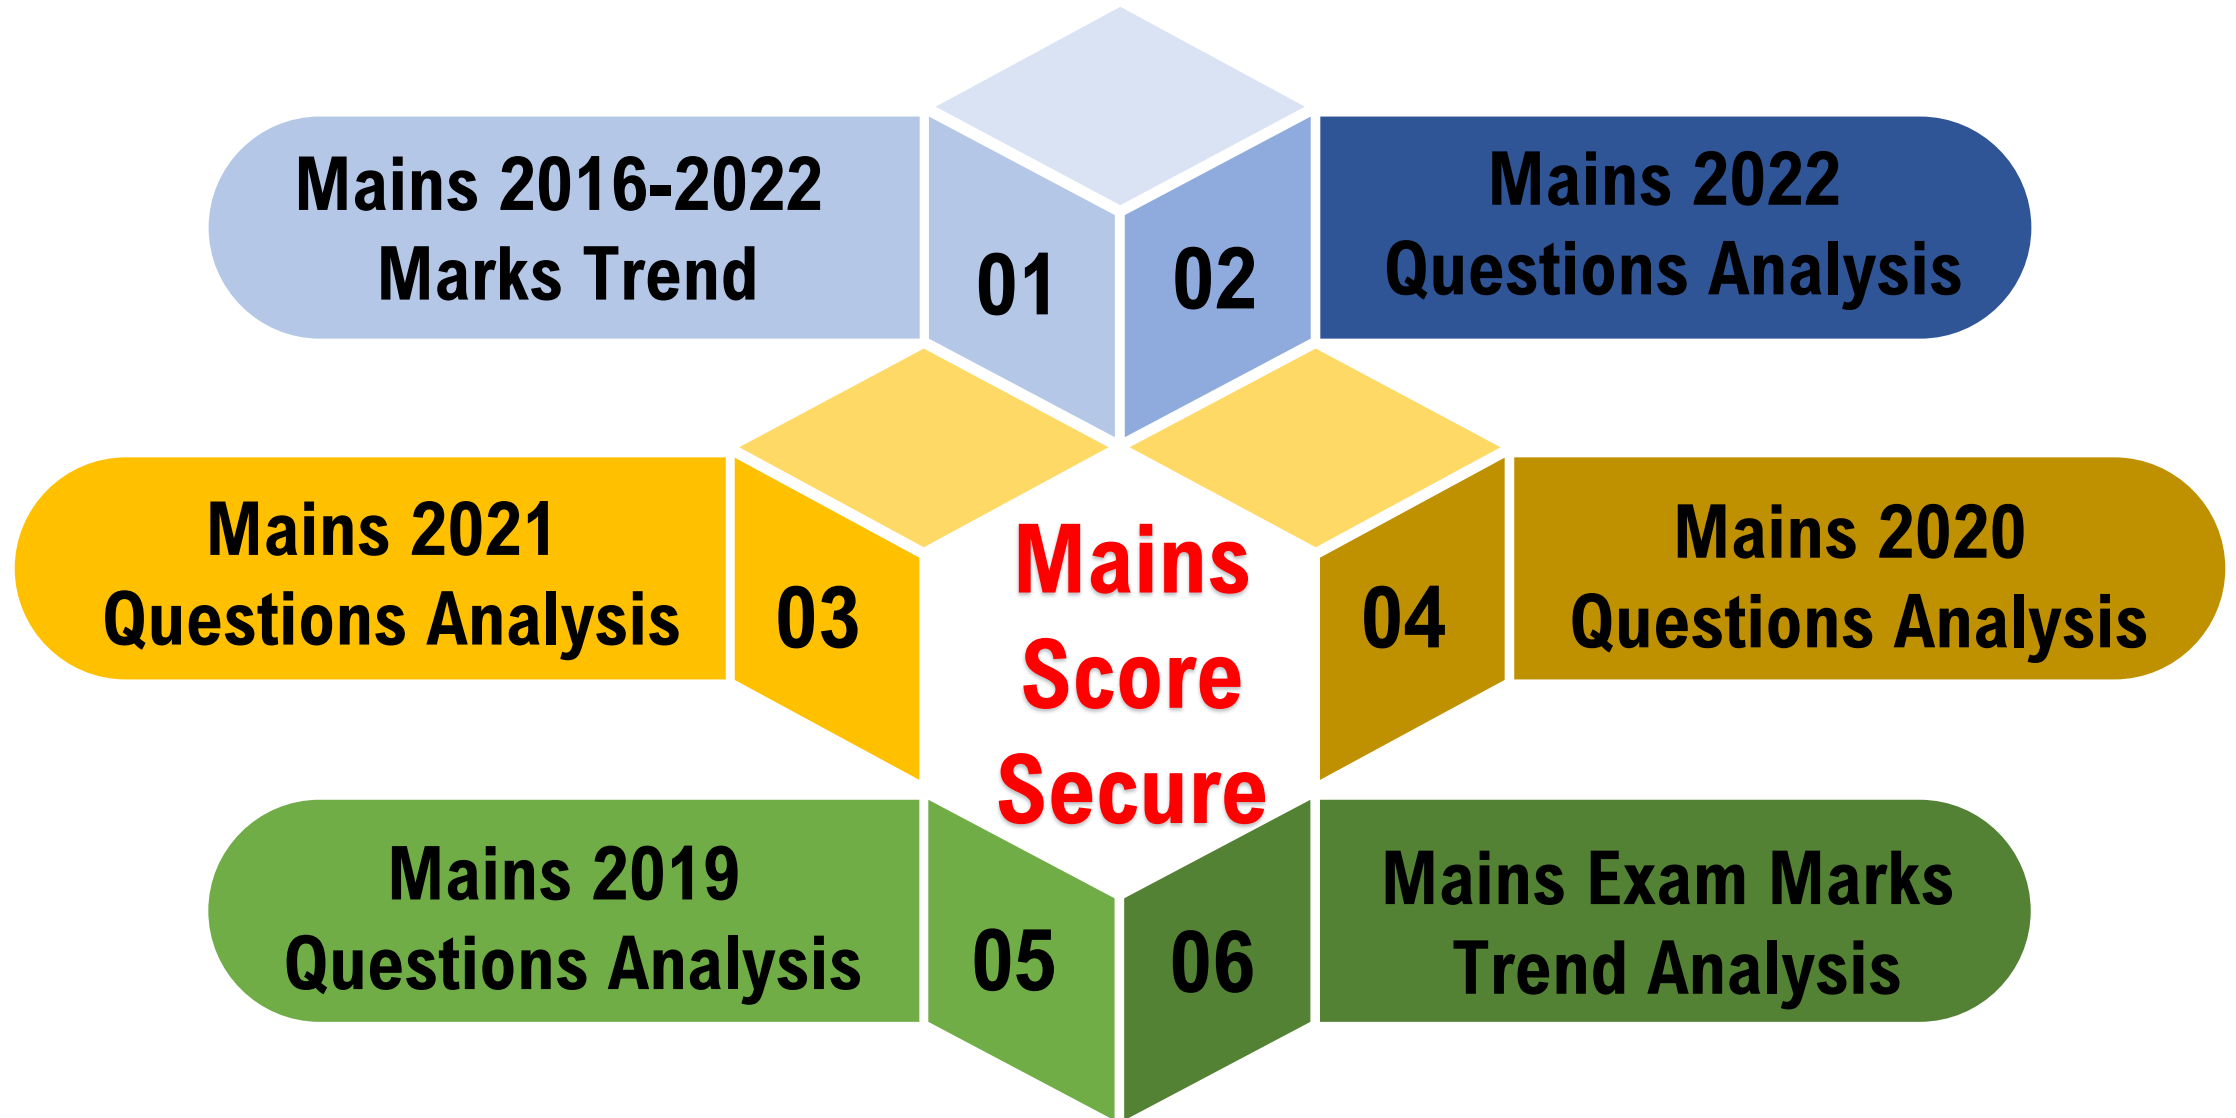 Mains 2016-2022
Marks Trend
01
02
Mains 2022
Questions Analysis
Mains 2021
Questions Analysis
03
Mains
Score
Secure
04
Mains 2020
Questions Analysis
Mains 2019
Questions Analysis
05
06
Mains Exam Marks
Trend Analysis